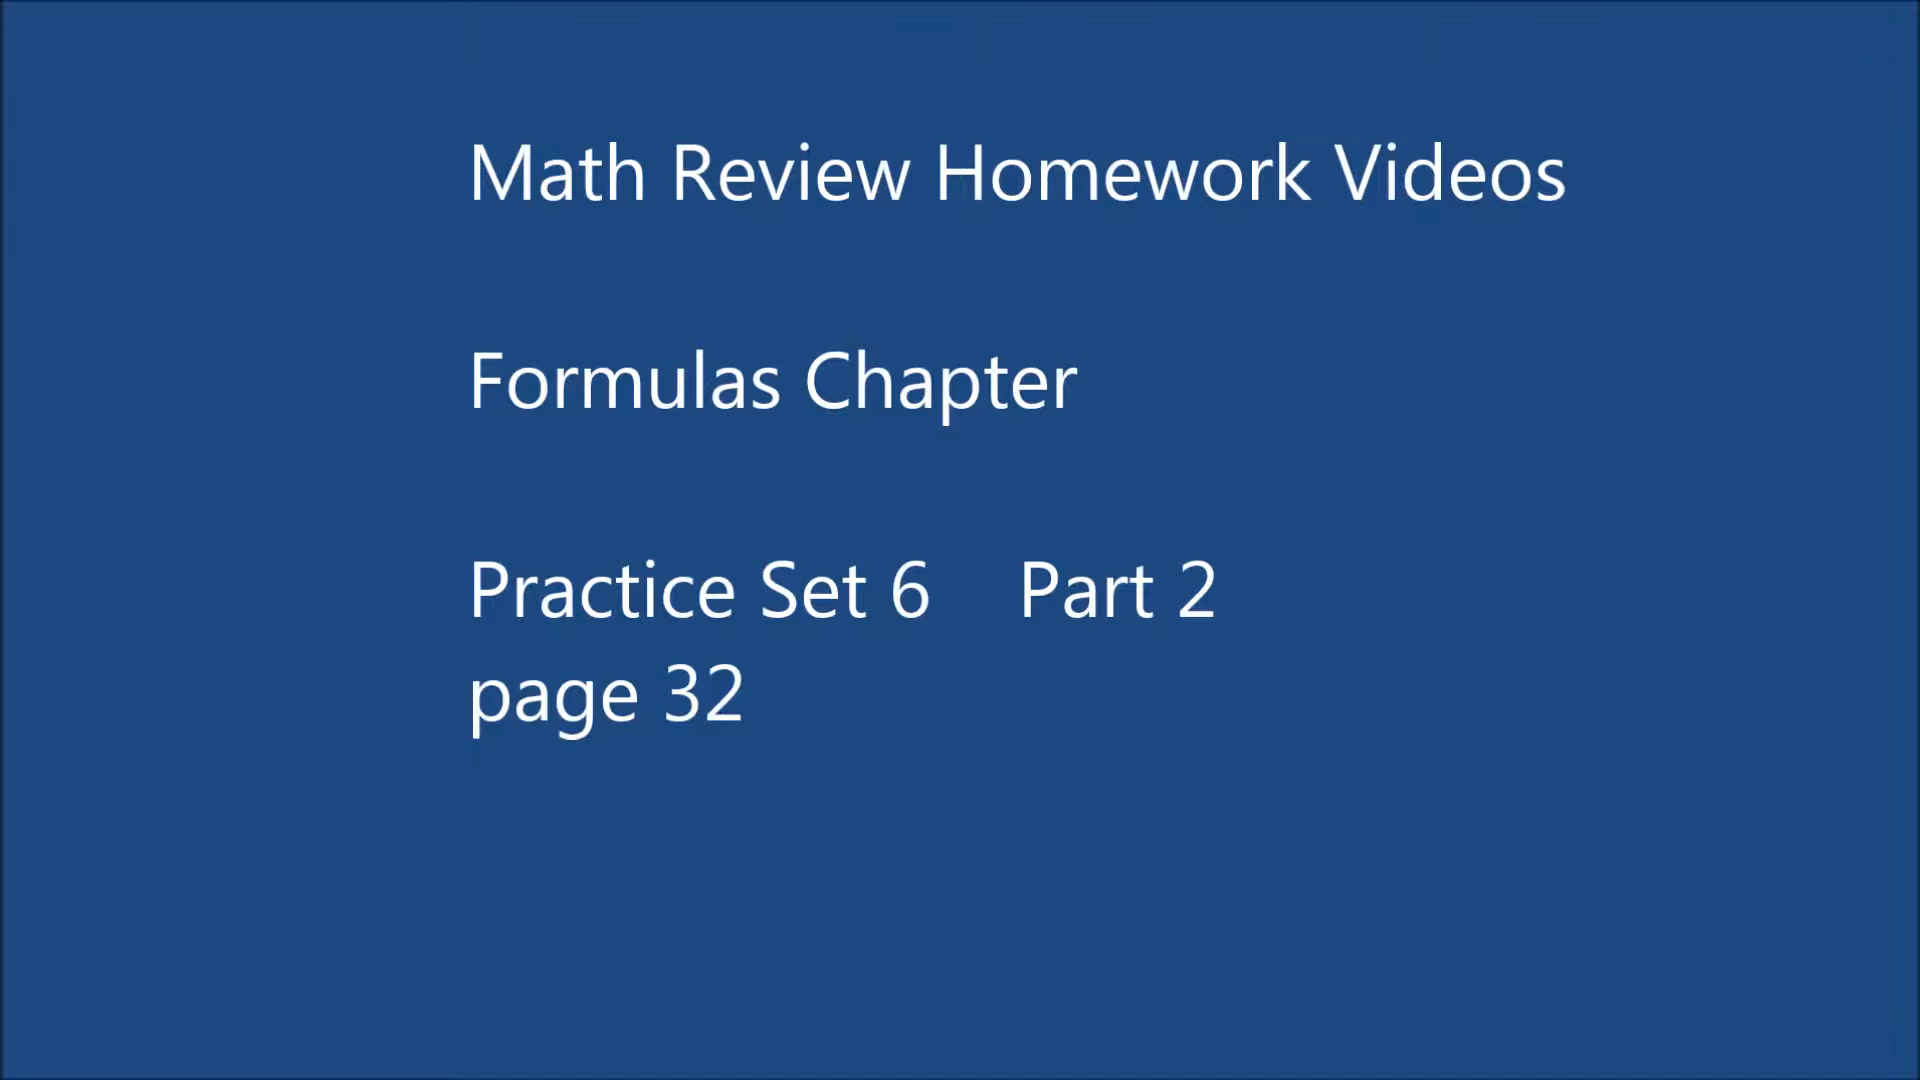 Math Review Homework Videos
Formulas Chapter
Practice Set 6 Part 2
page 32